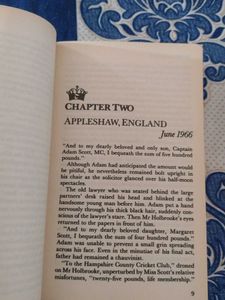 CHAPTER TWO
APPLESHAW, ENGLAND
June 1966
"And to my dearly beloved and only son, Captain
Adam Scott, MC, I bequeath the sum of five hundred
pounds."
Although Adam had anticipated the amount would
be pitiful, he nevertheless remained bolt upright in
his chair as the solicitor glanced over his half-moon
spectacles.
The old lawyer who was seated behind the large
partners' desk raised his head and blinked at the
handsome young man before him. Adam put a hand
nervously through his thick black hair, suddenly con-
scious of the lawyer's stare. Then Mr Holbrooke's eyes
returned to the papers in front of him.
"And to my dearly beloved daughter, Margaret
Scott, I bequeath the sum of four hundred pounds."
Adam was unable to prevent a small grin spreading
across his face. Even in the minutiae of his final act,
father had remained a chauvinist.
"To the Hampshire County Cricket Club," droned
on Mr Holbrooke, unperturbed by Miss Scott's relative
misfortune, "twenty-five pounds, life membership."
9